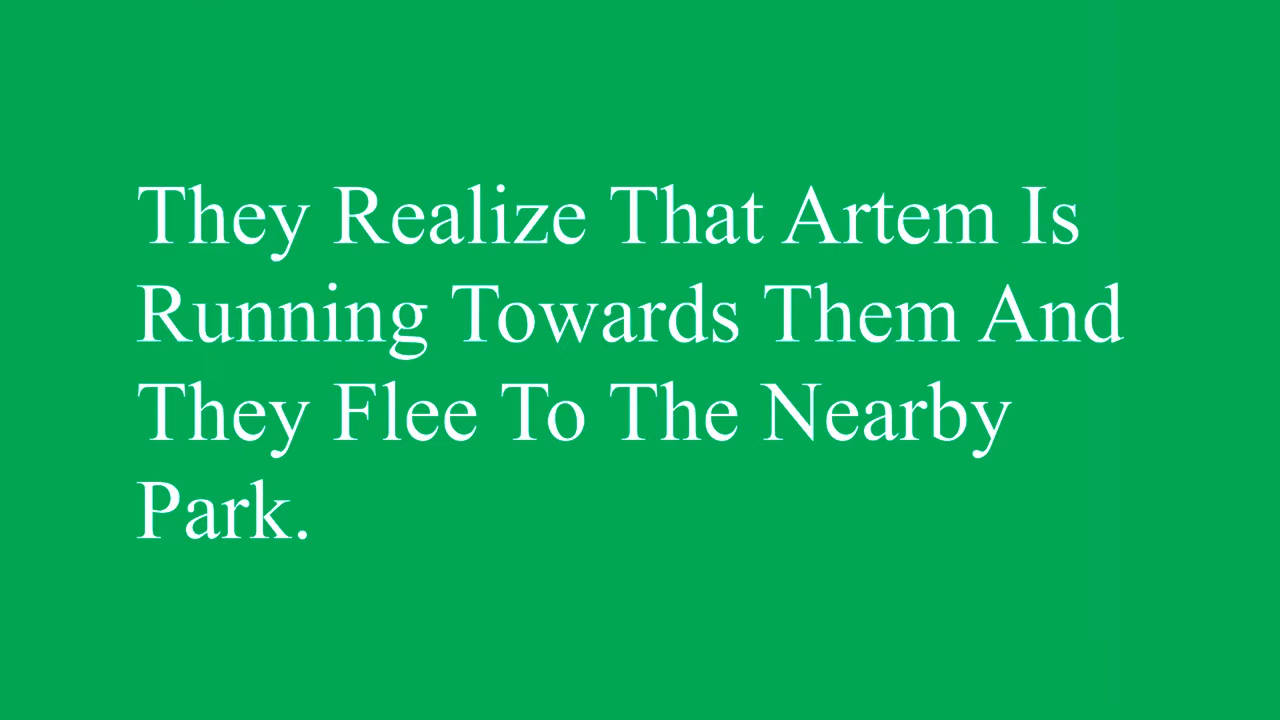 They Realize That Artem Is
Running Towards Them And
They Flee To The Nearby
Park.